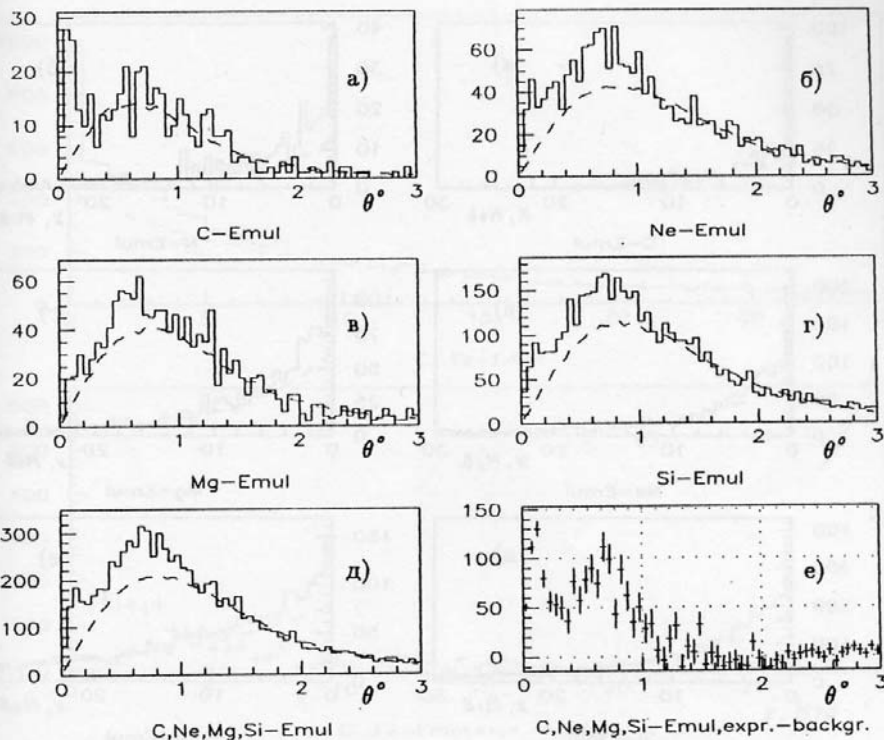 30
20
10
0
0 1 2 3
θ°
а)
C-Emul
60
40
20
0
0 1 2 3
θ°
б)
Ne-Emul
60
40
20
0
0 1 2 3
θ°
в)
Mg-Emul
150
100
50
0
0 1 2 3
θ°
г)
Si-Emul
300
200
100
0
0 1 2 3
θ°
д)
C,Ne,Mg,Si-Emul
150
100
50
0
0 1 2 3
θ°
е)
C,Ne,Mg,Si-Emul,expr.-backgr.